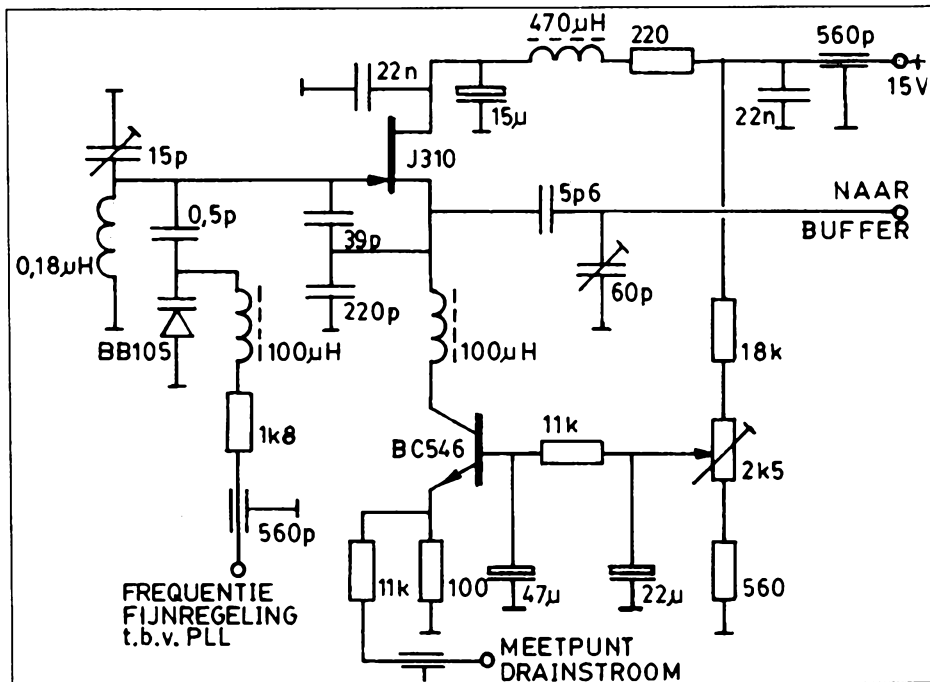 470µH
220
560p
+
15V
22n
15µ
22n
15p
J310
5p6
NAAR
BUFFER
0,5p
39p
0,18µH
220p
60p
BB105
100µH
100µH
18k
1k8
BC546
11k
2k5
560p
11k
100
47µ
22µ
560
FREQUENTIE
FIJNREGELING
t.b.v. PLL
MEETPUNT
DRAINSTROOM